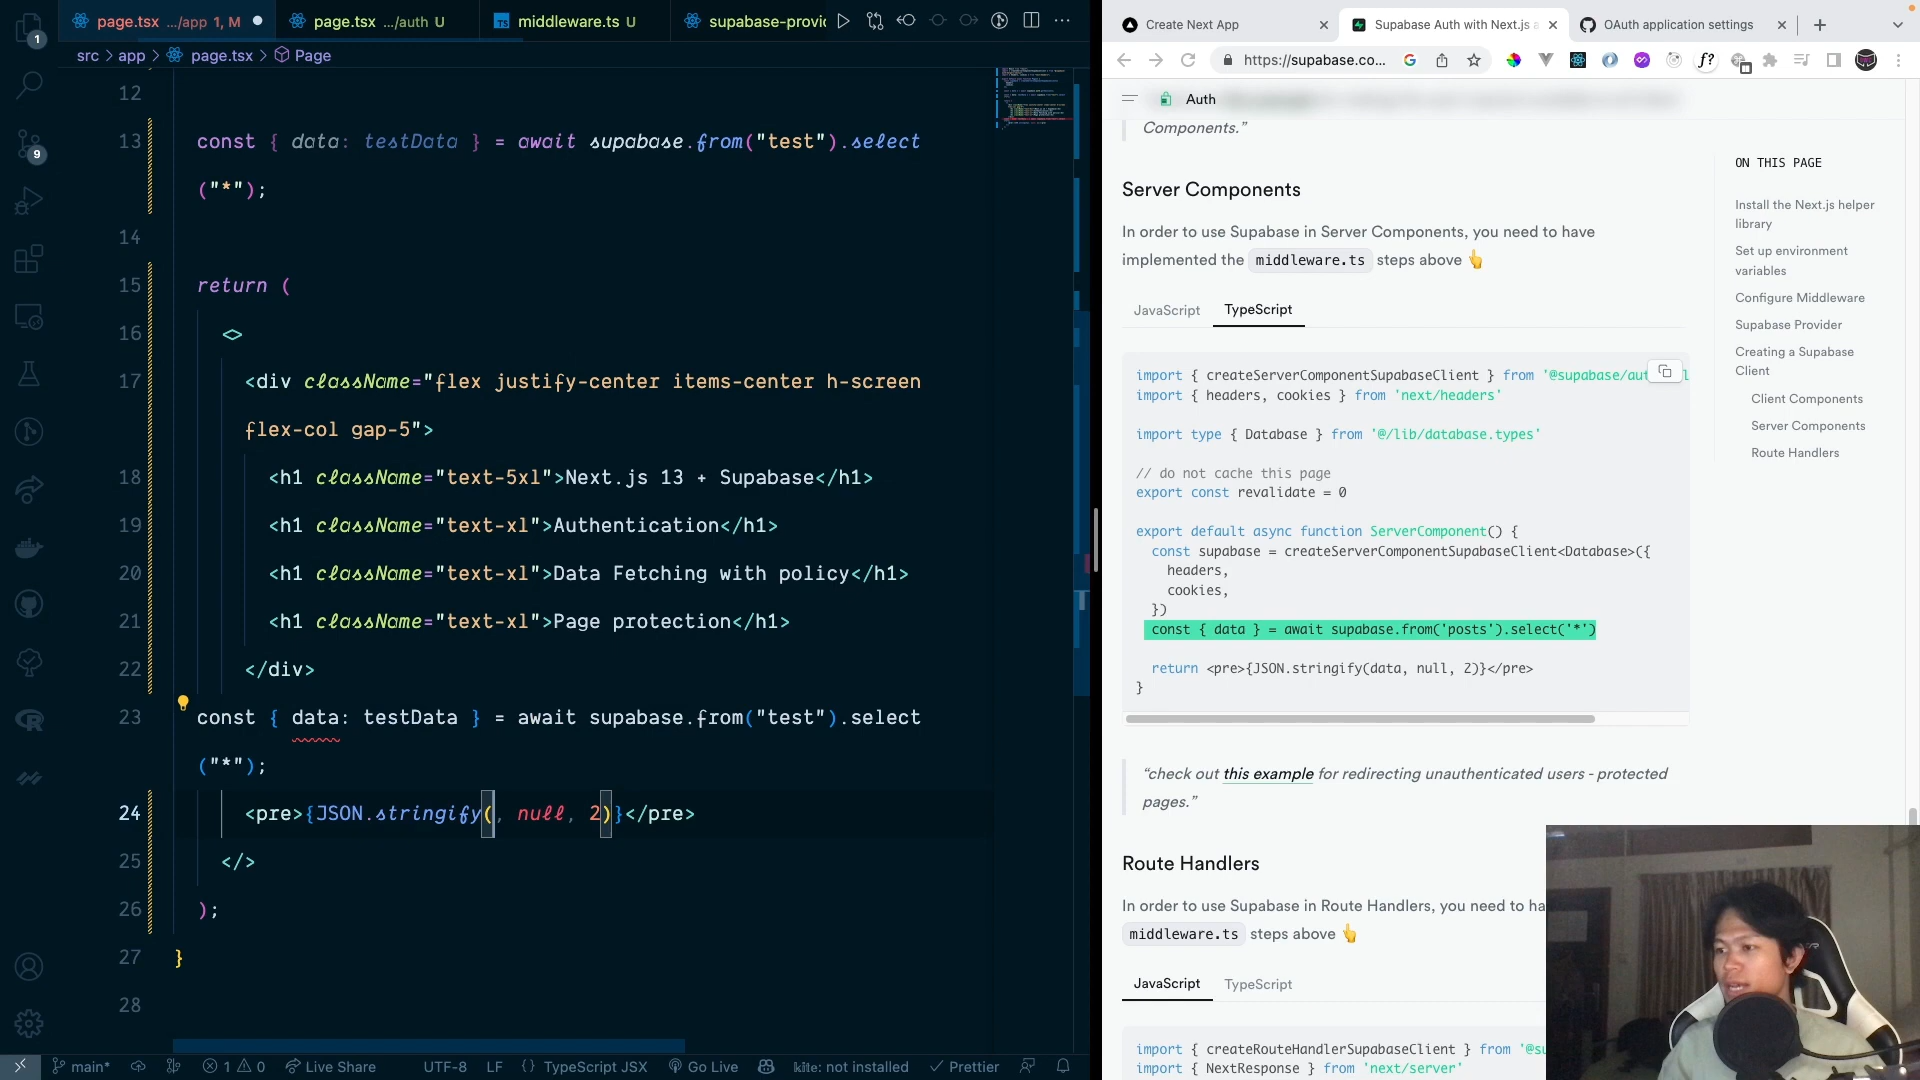 page.tsx .../app 1, M
page.tsx .../auth U
middleware.ts U
supabase-provi
src > app > page.tsx > Page
12
13 const { data: testData } = await supabase.from("test").select
("*");
14
15 return (
16 <>
17 <div className="flex justify-center items-center h-screen
flex-col gap-5">
18 <h1 className="text-5xl">Next.js 13 + Supabase</h1>
19 <h1 className="text-xl">Authentication</h1>
20 <h1 className="text-xl">Data Fetching with policy</h1>
21 <h1 className="text-xl">Page protection</h1>
22 </div>
23 const { data: testData } = await supabase.from("test").select
("*");
24 <pre>{JSON.stringify(, null, 2)}</pre>
25 </>
26 );
27 }
28
1
9
main* 1 0 Live Share UTF-8 LF {} TypeScript JSX Go Live kite: not installed Prettier
Create Next App
Supabase Auth with Next.js a
OAuth application settings
https://supabase.co...
f?
Auth
Components.”
Server Components
In order to use Supabase in Server Components, you need to have
implemented the middleware.ts steps above 👆
JavaScript TypeScript
import { createServerComponentSupabaseClient } from '@supabase/au
import { headers, cookies } from 'next/headers'
import type { Database } from '@/lib/database.types'
// do not cache this page
export const revalidate = 0
export default async function ServerComponent() {
const supabase = createServerComponentSupabaseClient<Database>({
headers,
cookies,
})
const { data } = await supabase.from('posts').select('*')
return <pre>{JSON.stringify(data, null, 2)}</pre>
}
“check out this example for redirecting unauthenticated users - protected
pages.”
Route Handlers
In order to use Supabase in Route Handlers, you need to ha
middleware.ts steps above 👆
JavaScript TypeScript
import { createRouteHandlerSupabaseClient } from '@su
import { NextResponse } from 'next/server'
ON THIS PAGE
Install the Next.js helper
library
Set up environment
variables
Configure Middleware
Supabase Provider
Creating a Supabase
Client
Client Components
Server Components
Route Handlers